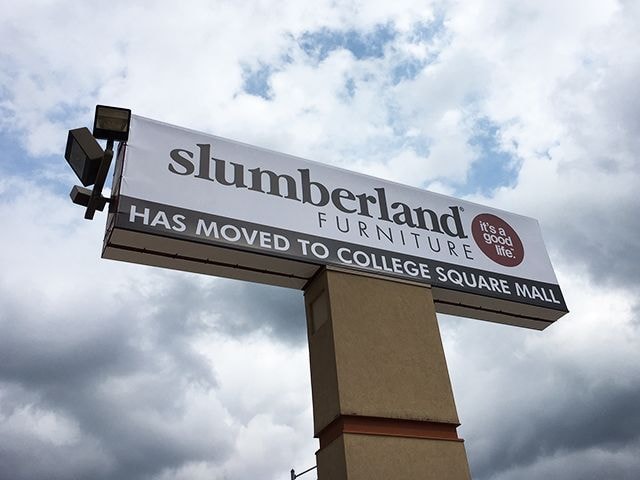 slumberland®
FURNITURE
it's a
good
life.
HAS MOVED TO COLLEGE SQUARE MALL